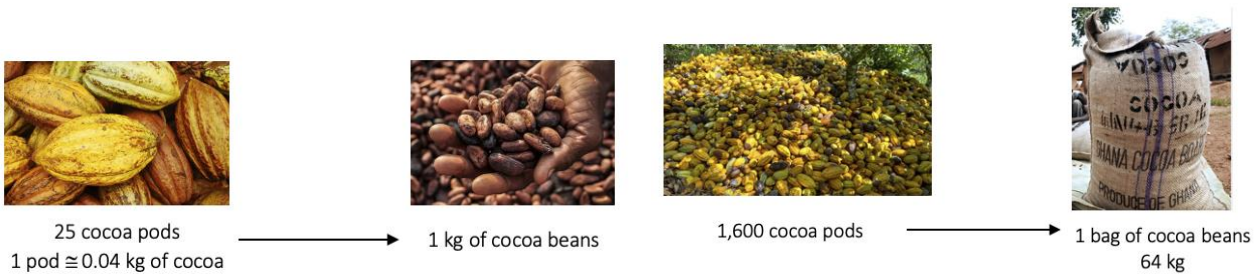 25 cocoa pods
1 pod ≅ 0.04 kg of cocoa
1 kg of cocoa beans
1,600 cocoa pods
COCOA
GHANA COCOA BOARD
PRODUCE OF GHANA
1 bag of cocoa beans
64 kg